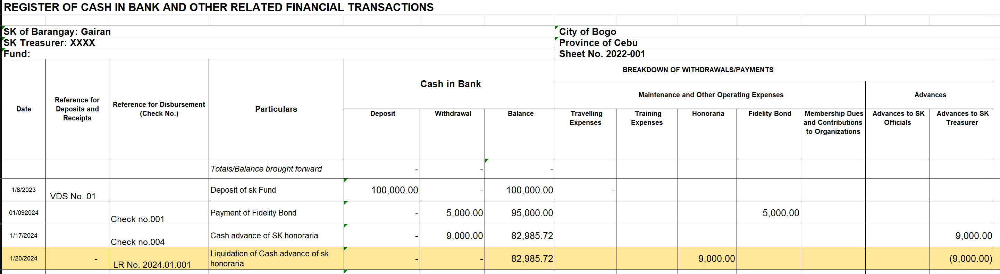 REGISTER OF CASH IN BANK AND OTHER RELATED FINANCIAL TRANSACTIONS
SK of Barangay: Gairan
City of Bogo
SK Treasurer: XXXX
Province of Cebu
Fund:
Sheet No. 2022-001
Date
Reference for
Deposits and
Receipts
Reference for Disbursement
(Check No.)
Particulars
Cash in Bank
BREAKDOWN OF WITHDRAWALS/PAYMENTS
Maintenance and Other Operating Expenses
Advances
Deposit
Withdrawal
Balance
Travelling
Expenses
Training
Expenses
Honoraria
Fidelity Bond
Membership Dues
and Contributions
to Organizations
Advances to SK
Officials
Advances to SK
Treasurer
Totals/Balance brought forward - - -
1/8/2023 VDS No. 01 Deposit of sk Fund 100,000.00 - 100,000.00 -
01/092024 Check no.001 Payment of Fidelity Bond - 5,000.00 95,000.00 5,000.00
1/17/2024 Check no.004 Cash advance of SK honoraria - 9,000.00 82,985.72 9,000.00
1/20/2024 - LR No. 2024.01.001 Liquidation of Cash advance of sk
honoraria - - 82,985.72 9,000.00 (9,000.00)